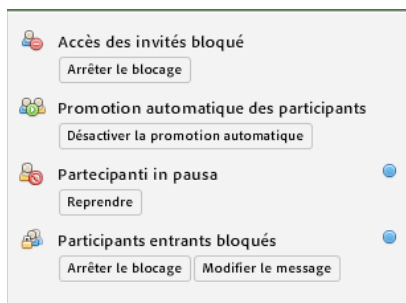 Accès des invités bloqué
Arrêter le blocage
Promotion automatique des participants
Désactiver la promotion automatique
Partecipanti in pausa
Reprendre
Participants entrants bloqués
Arrêter le blocage Modifier le message